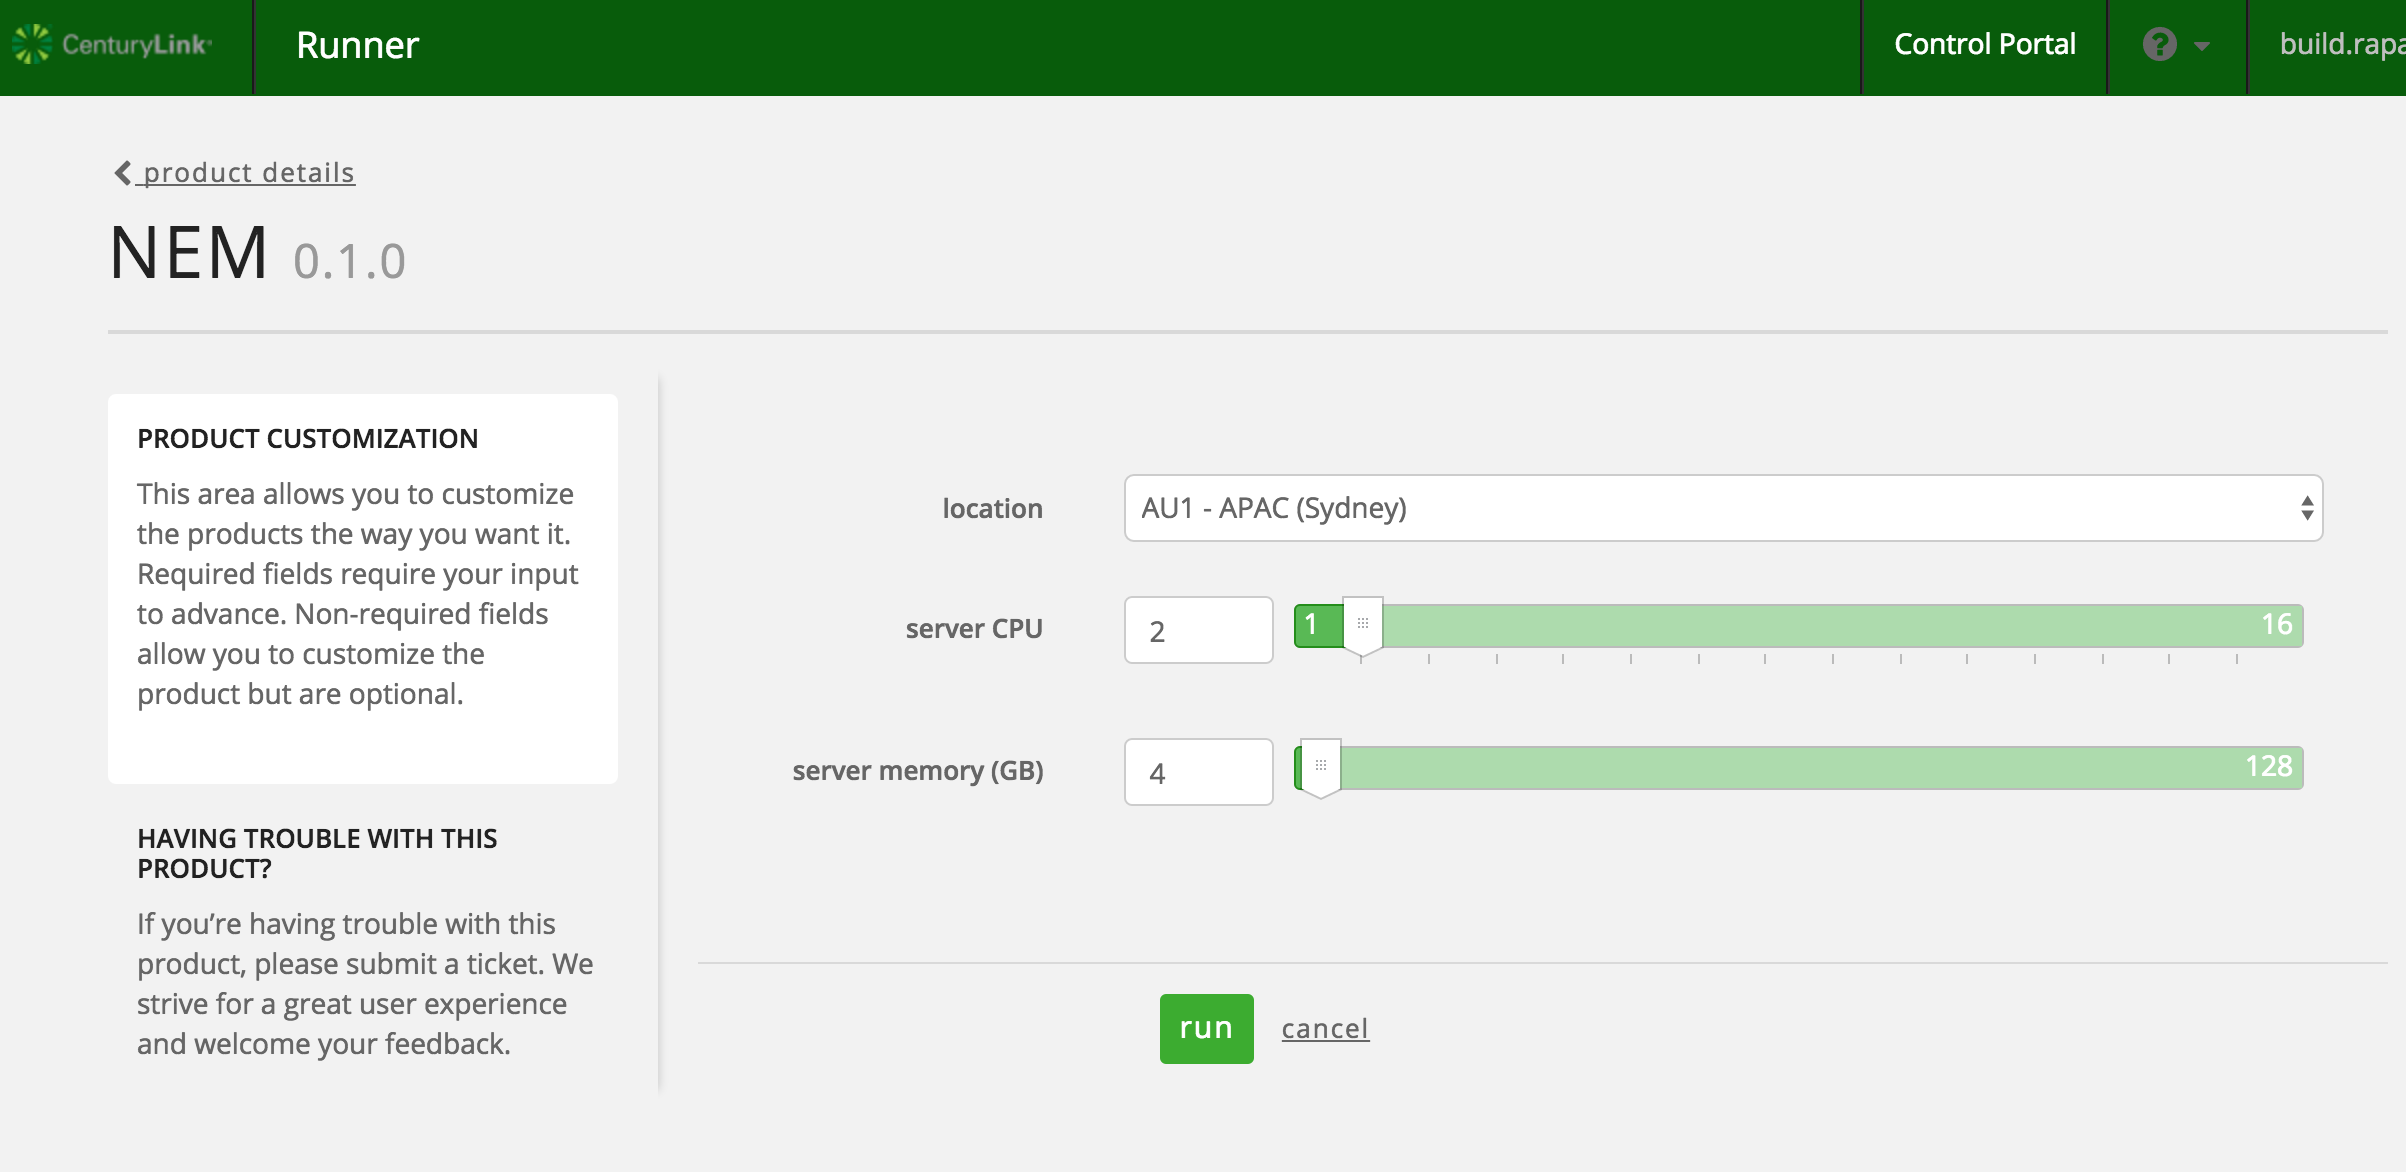 CenturyLink
Runner
Control Portal
?
build.rapa
product details
NEM 0.1.0
PRODUCT CUSTOMIZATION
This area allows you to customize
the products the way you want it.
Required fields require your input
to advance. Non-required fields
allow you to customize the
product but are optional.
HAVING TROUBLE WITH THIS
PRODUCT?
If you’re having trouble with this
product, please submit a ticket. We
strive for a great user experience
and welcome your feedback.
location
AU1 - APAC (Sydney)
server CPU
2
1
16
server memory (GB)
4
128
run
cancel